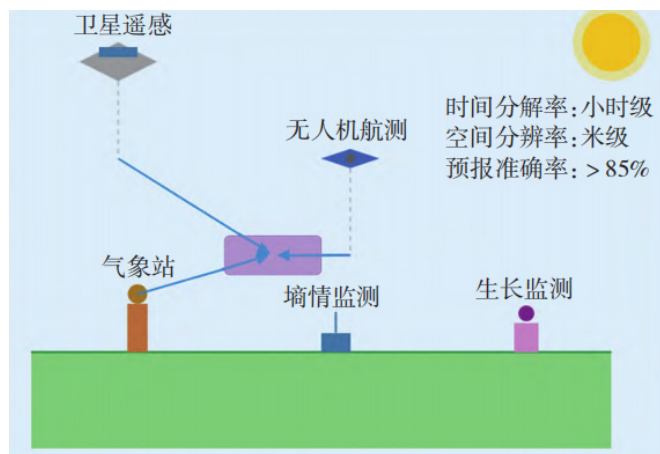 卫星遥感
时间分解率:小时级
无人机航测
空间分辨率:米级
预报准确率:>85%
气象站
墒情监测
生长监测